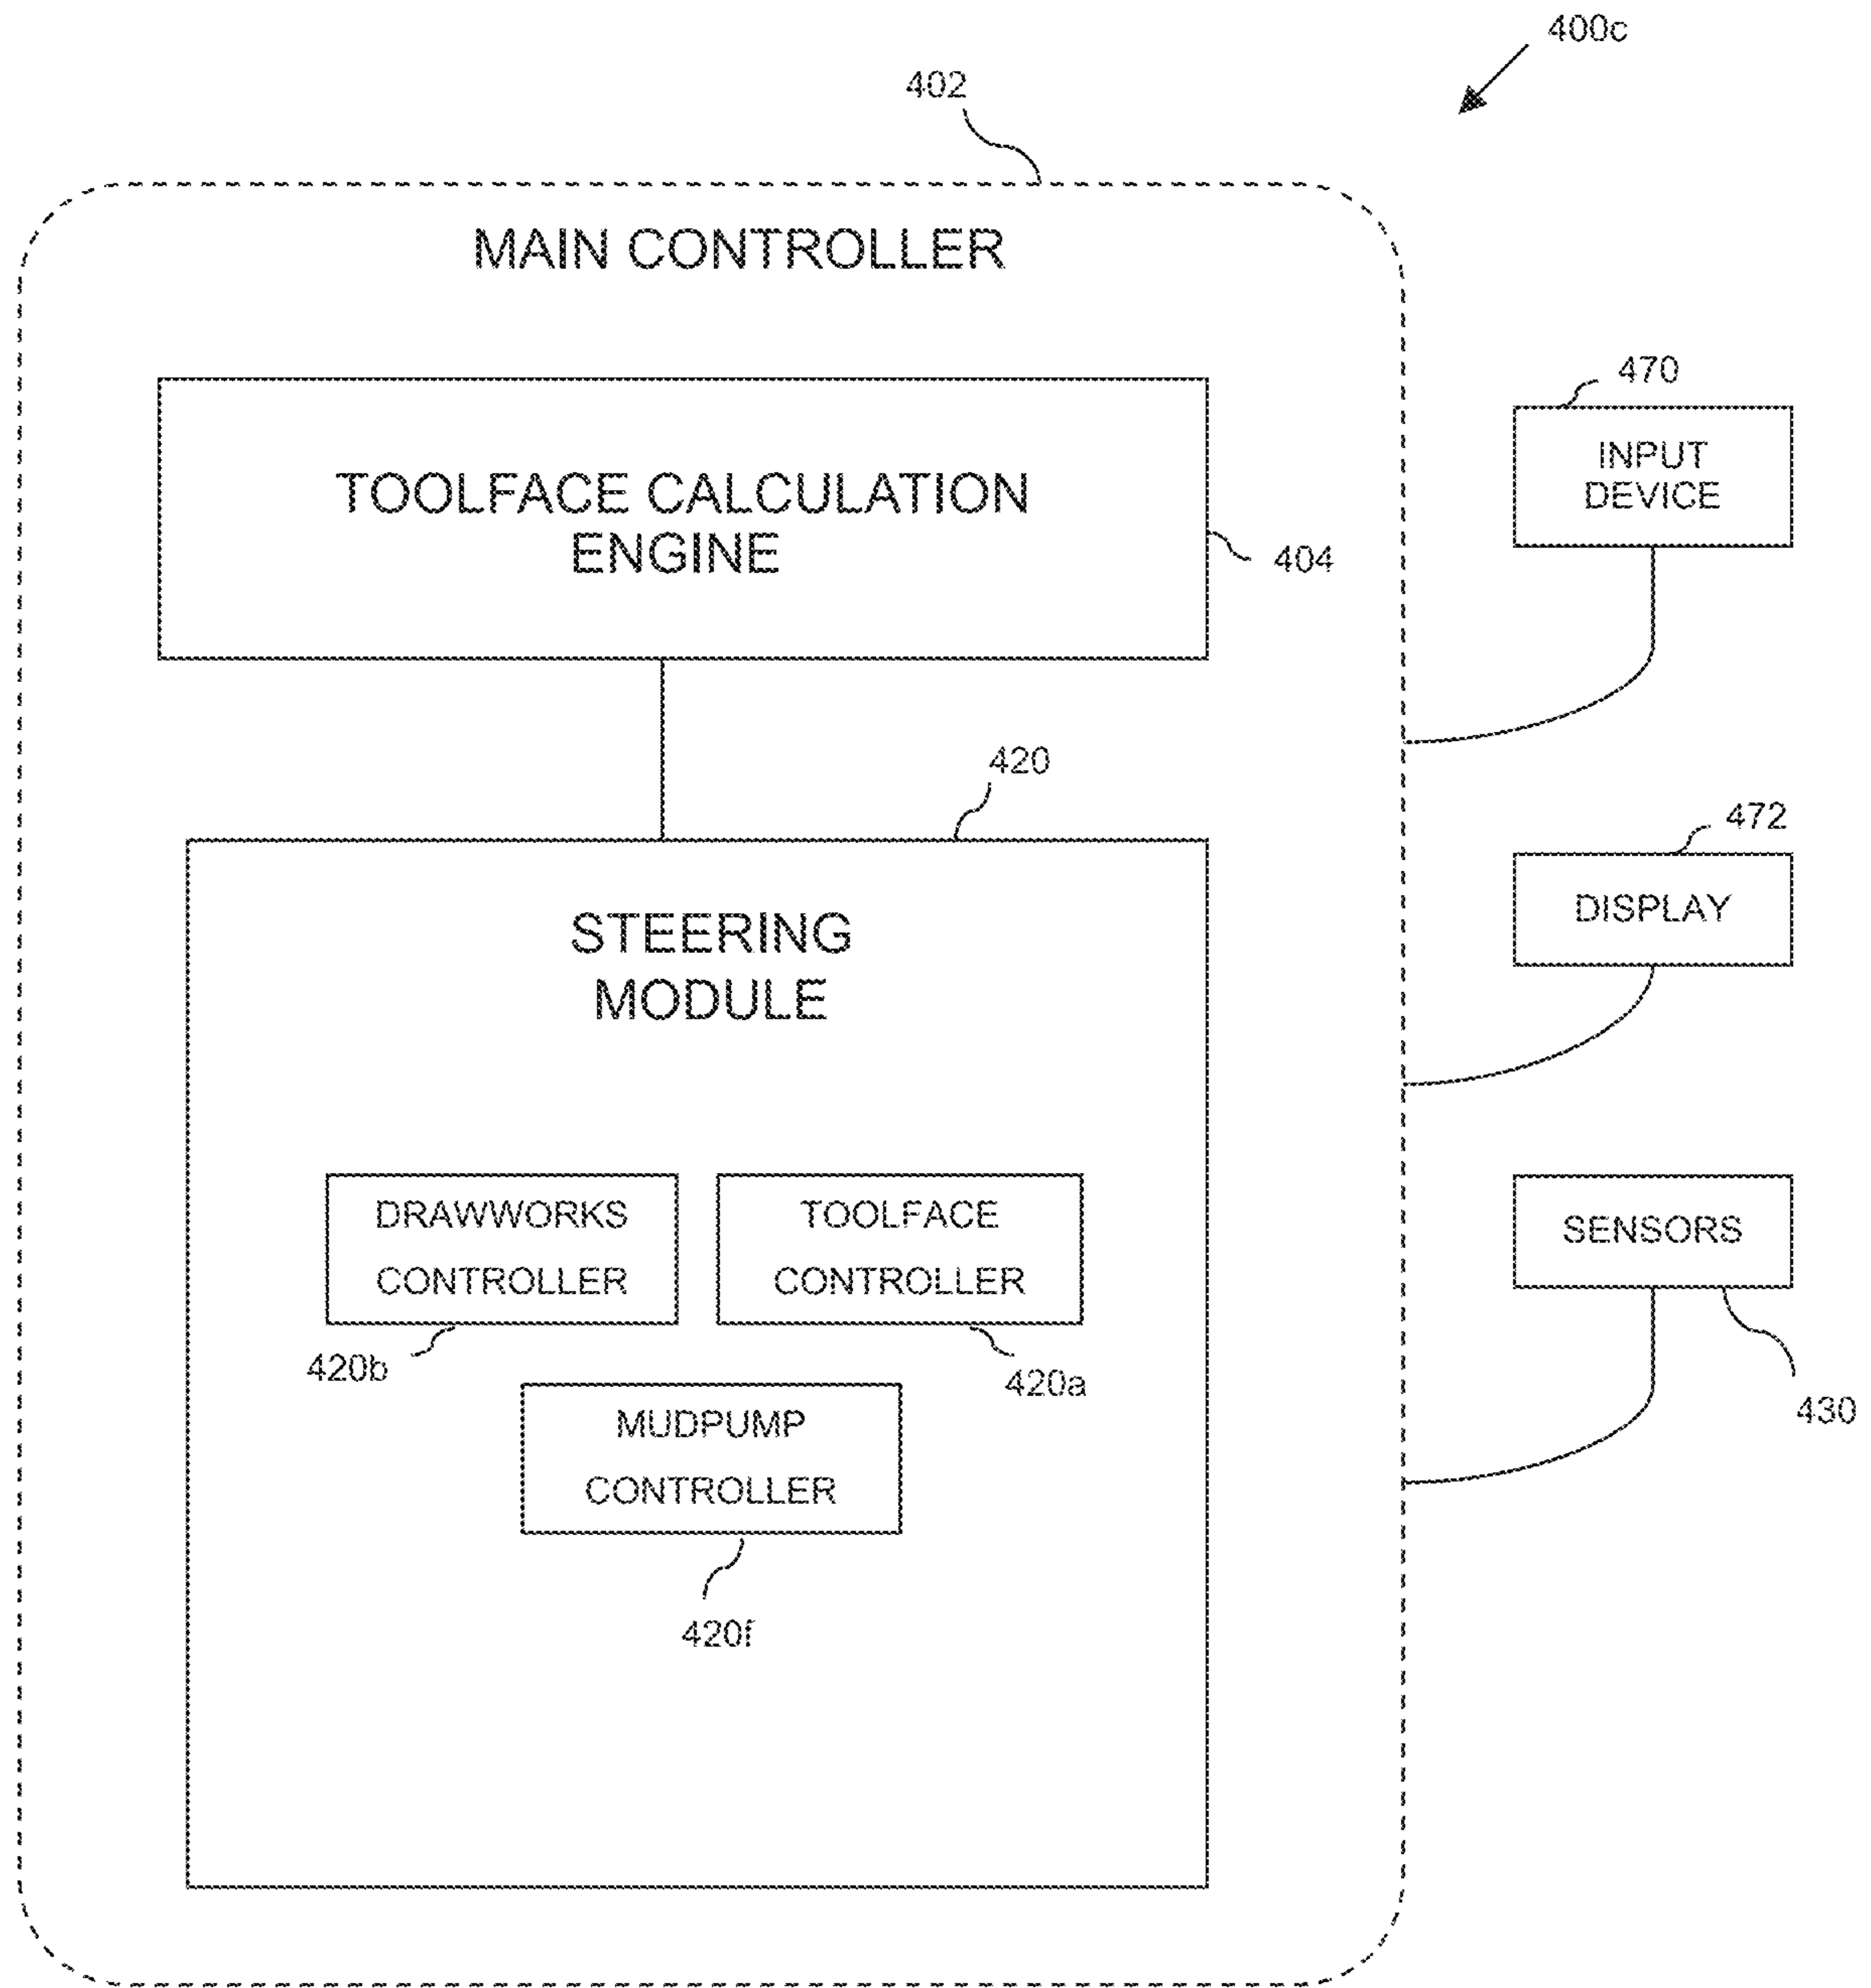 400c
402
MAIN CONTROLLER
470
INPUT
DEVICE
TOOLFACE CALCULATION
ENGINE
404
420
472
DISPLAY
STEERING
MODULE
DRAWWORKS
CONTROLLER
420b
TOOLFACE
CONTROLLER
420a
SENSORS
430
MUDPUMP
CONTROLLER
420f